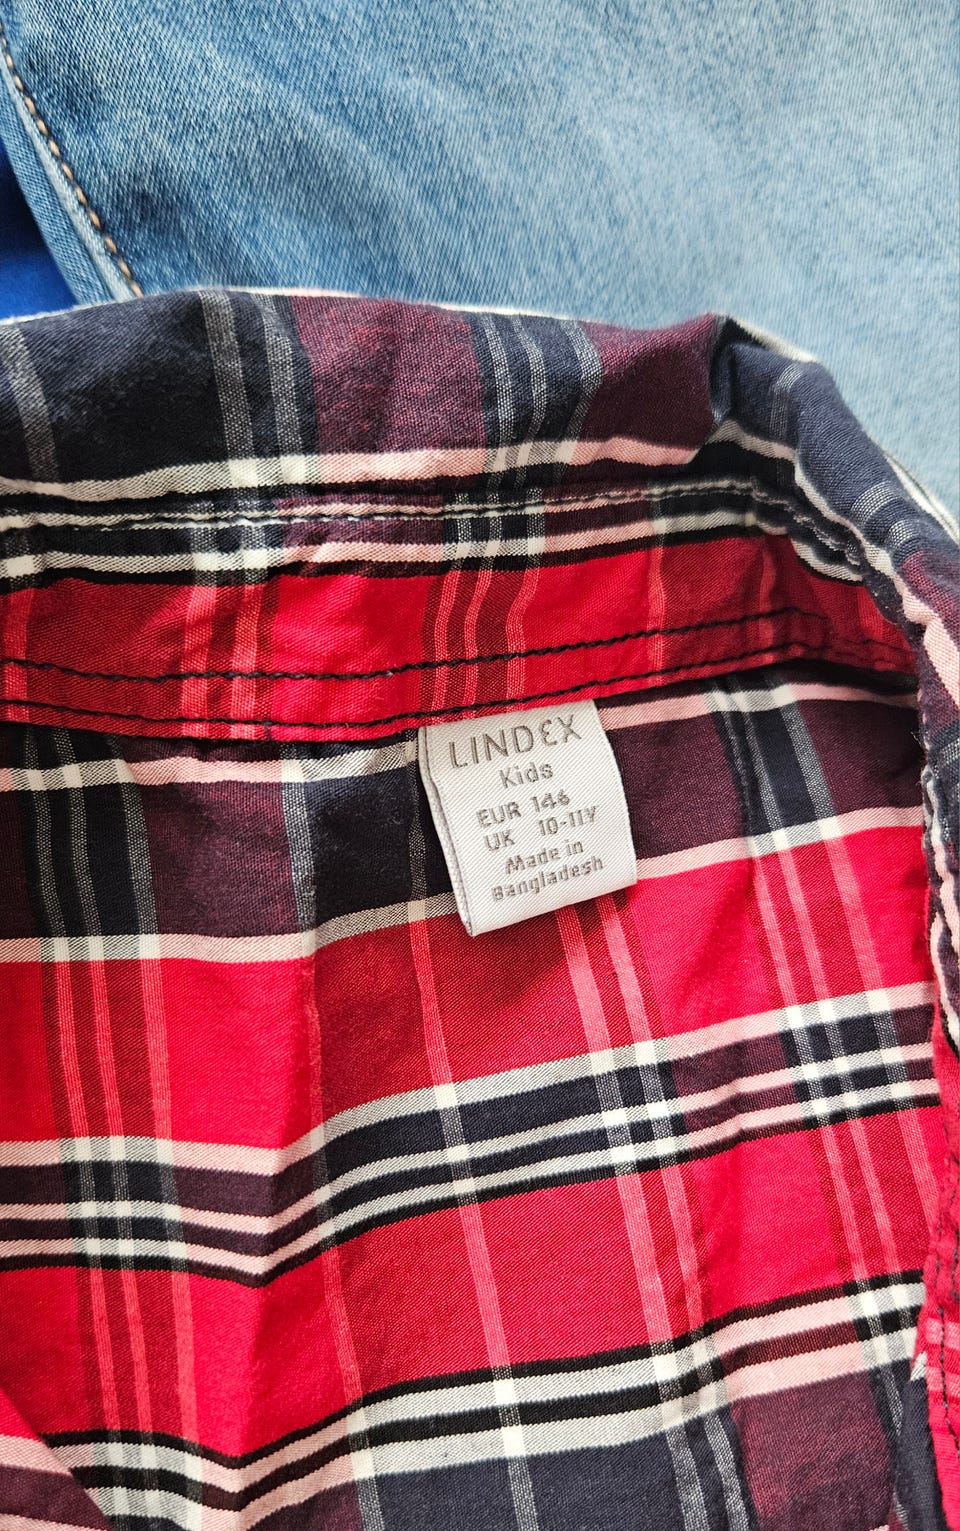 LINDEX
Kids
EUR 146
UK 10-11Y
Made in
Bangladesh